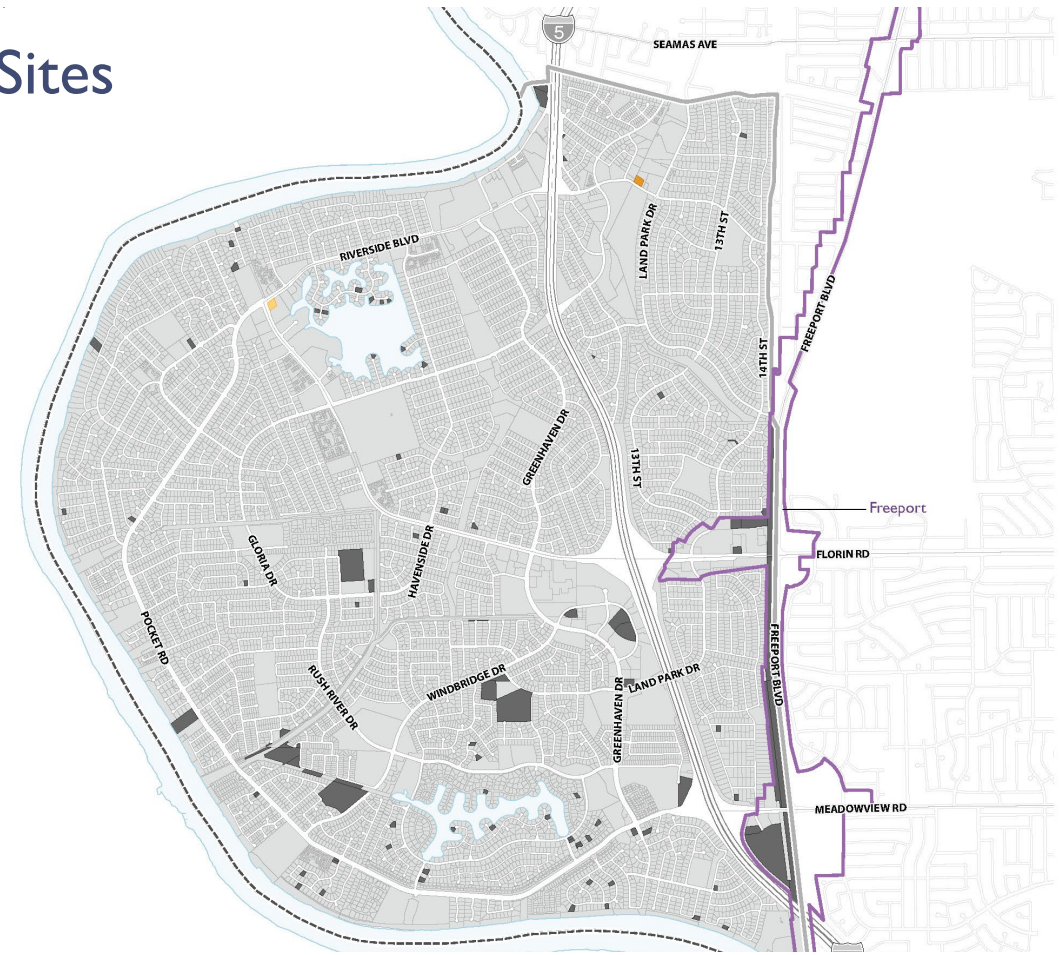 Sites
5
SEAMAS AVE
RIVERSIDE BLVD
LAND PARK DR
13TH ST
FREEPORT BLVD
14TH ST
GREENHAVEN DR
13TH ST
Freeport
FLORIN RD
GLORIA DR
HAVENSIDE DR
POCKET RD
FREEPORT BLVD
RUSH RIVER DR
WINDBRIDGE DR
LAND PARK DR
GREENHAVEN DR
MEADOWVIEW RD